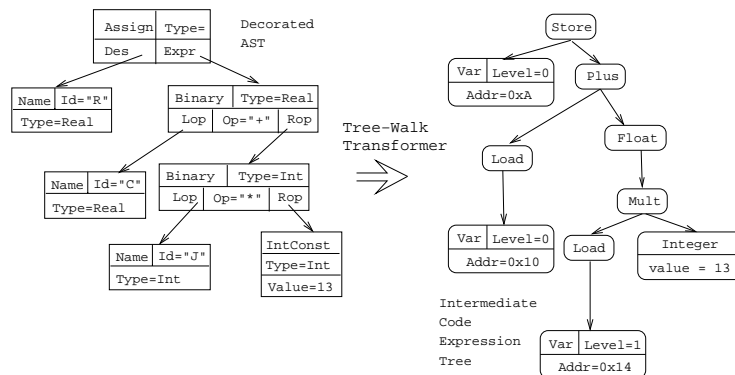 Assign Type=
Des Expr
Decorated
AST
Name Id="R"
Type=Real
Binary Type=Real
Lop Op="+" Rop
Name Id="C"
Type=Real
Binary Type=Int
Lop Op="*" Rop
Name Id="J"
Type=Int
IntConst
Type=Int
Value=13
Tree-Walk
Transformer
Store
Var Level=0
Addr=0xA
Plus
Load
Float
Var Level=0
Addr=0x10
Mult
Load
Integer
value = 13
Var Level=1
Addr=0x14
Intermediate
Code
Expression
Tree